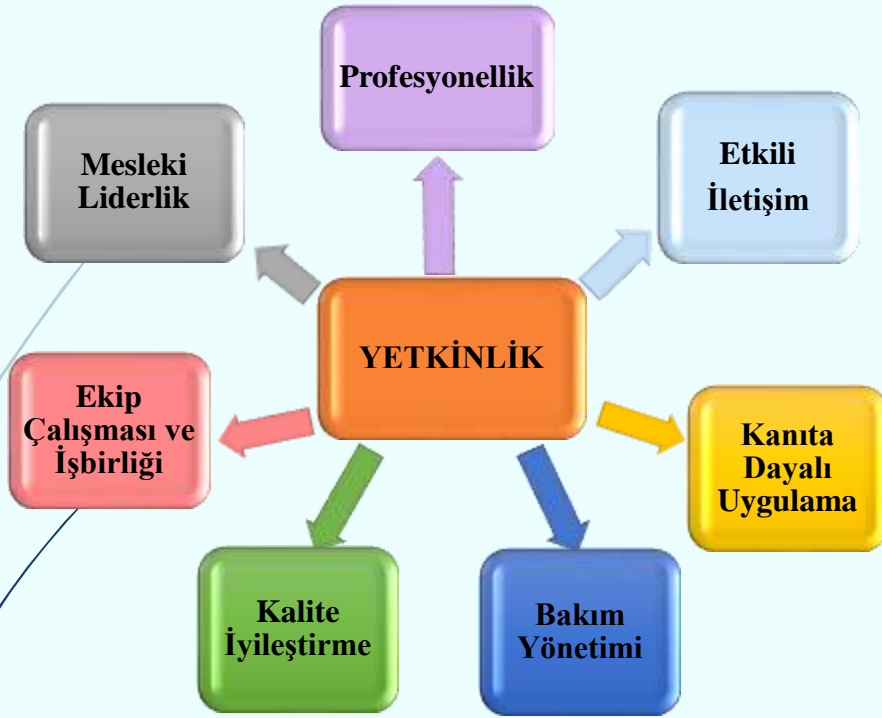 Profesyonellik
Mesleki
Liderlik
Etkili
İletişim
YETKİNLİK
Ekip
Çalışması ve
İşbirliği
Kanıta
Dayalı
Uygulama
Kalite
İyileştirme
Bakım
Yönetimi